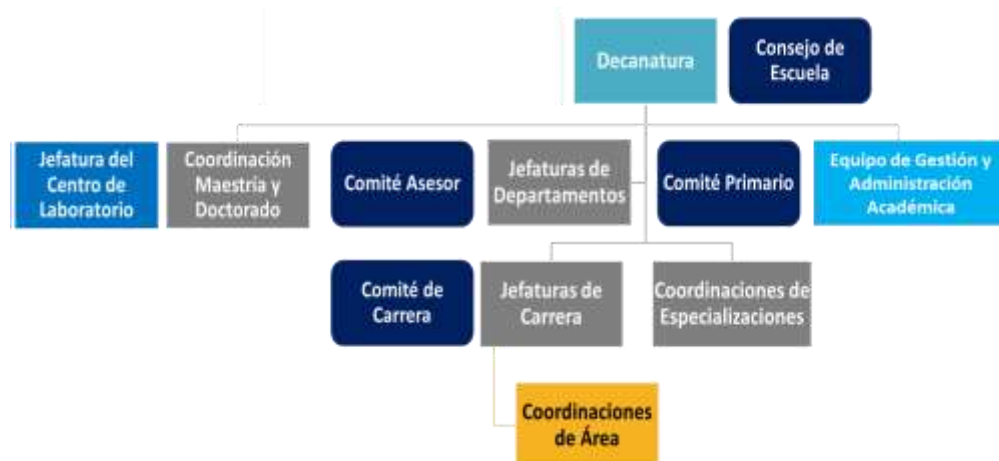 Decanatura
Consejo de
Escuela
Jefatura del
Centro de
Laboratorio
Coordinación
Maestría y
Doctorado
Comité Asesor
Jefaturas de
Departamentos
Comité Primario
Equipo de Gestión y
Administración
Académica
Comité de
Carrera
Jefaturas de
Carrera
Coordinaciones de
Especializaciones
Coordinaciones
de Área